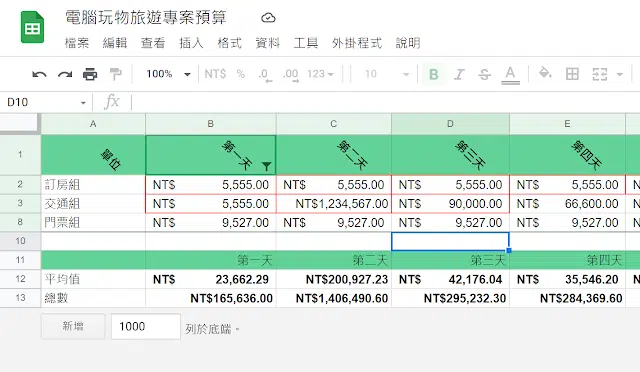 電腦玩物旅遊專案預算
檔案 編輯 查看 插入 格式 資料 工具 外掛程式 說明
100% NT$ % .0 .00 123 10 B I S A
D10 fx
A B C D E
1 單位 第一天 第二天 第三天 第四天
2 訂房組 NT$ 5,555.00 NT$ 5,555.00 NT$ 5,555.00 NT$ 5,555.00
3 交通組 NT$ 5,555.00 NT$1,234,567.00 NT$ 90,000.00 NT$ 66,600.00
8 門票組 NT$ 9,527.00 NT$ 9,527.00 NT$ 9,527.00 NT$ 9,527.00
10
11 第一天 第二天 第三天 第四天
12 平均值 NT$ 23,662.29 NT$200,927.23 NT$ 42,176.04 NT$ 35,546.20
13 總數 NT$165,636.00 NT$1,406,490.60 NT$295,232.30 NT$284,369.60
新增 1000 列於底端。